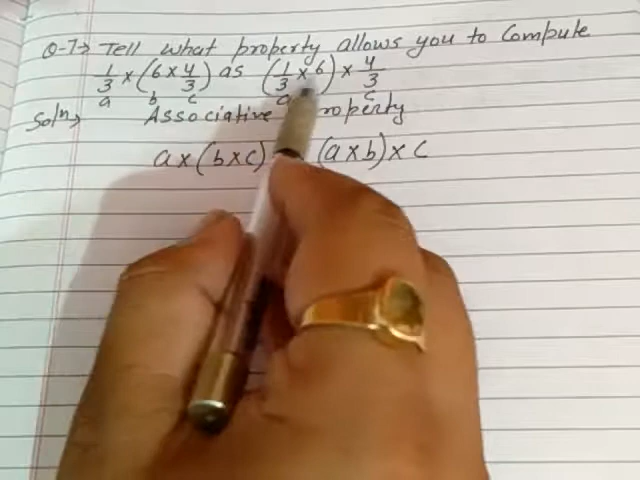 Q-7→ Tell what property allows you to Compute
1/3 × (6 × 4/3) as (1/3 × 6) × 4/3
a b c a c
Solⁿ→ Associative roperty
a × (b × c) (a × b) × c